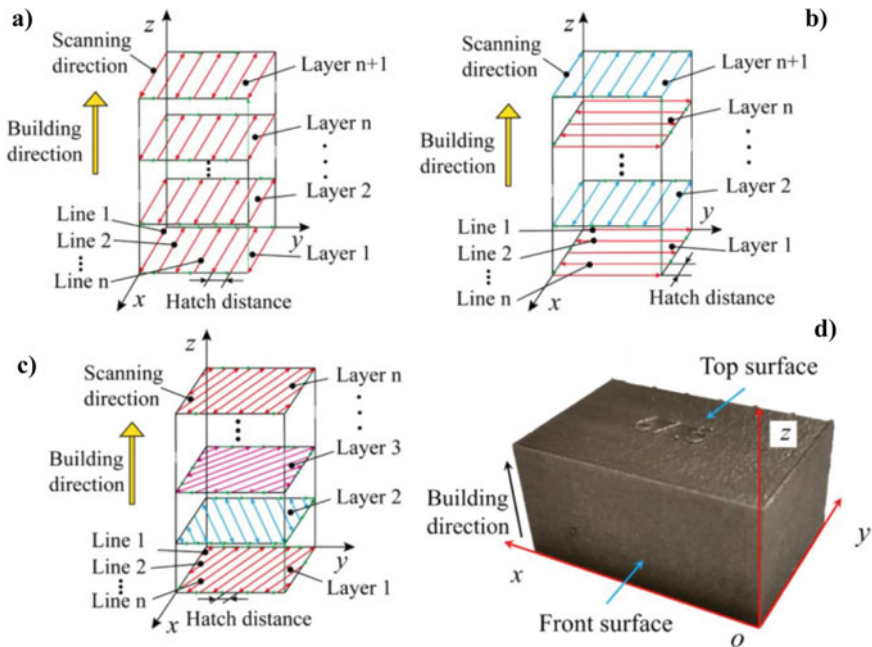 a)
z
Scanning
direction
Layer n+1
Building
direction
Layer n
Layer 2
Line 1
Line 2
Line n
y
Layer 1
x
Hatch distance
b)
z
Scanning
direction
Layer n+1
Building
direction
Layer n
Layer 2
Line 1
Line 2
Line n
y
Layer 1
x
Hatch distance
c)
z
Scanning
direction
Layer n
Building
direction
Layer 3
Layer 2
Line 1
Line 2
Line n
y
Layer 1
x
Hatch distance
d)
Top surface
z
Building
direction
x
y
Front surface
o